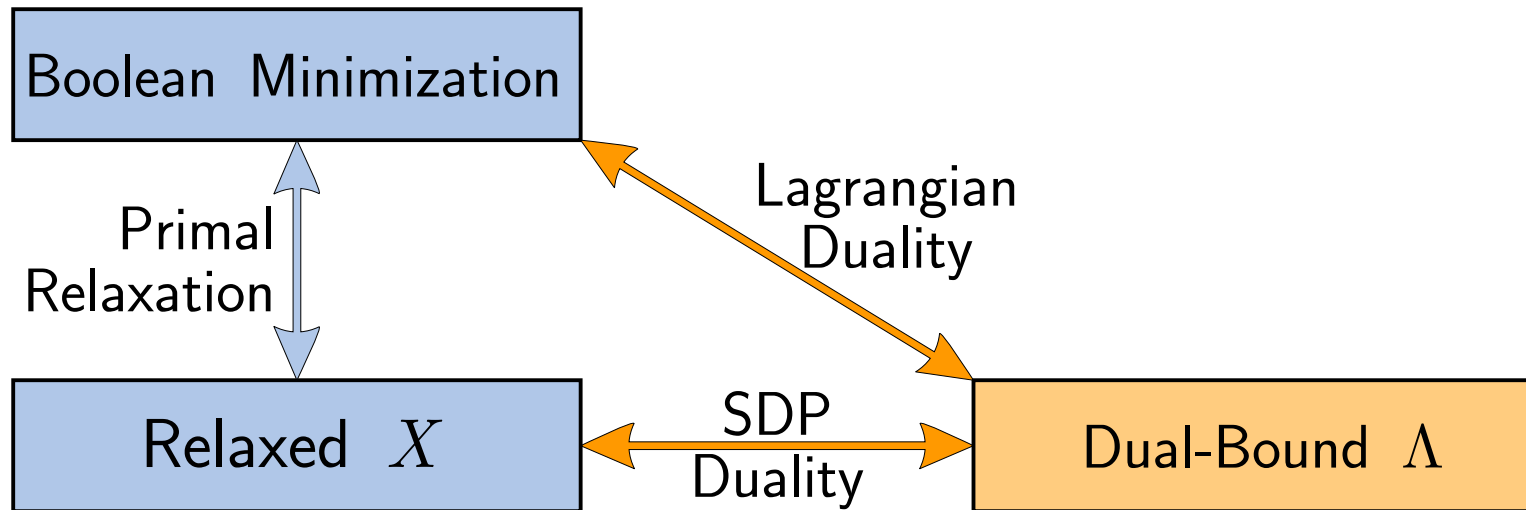 Boolean Minimization
Primal
Relaxation
Lagrangian
Duality
Relaxed X
SDP
Duality
Dual-Bound Λ